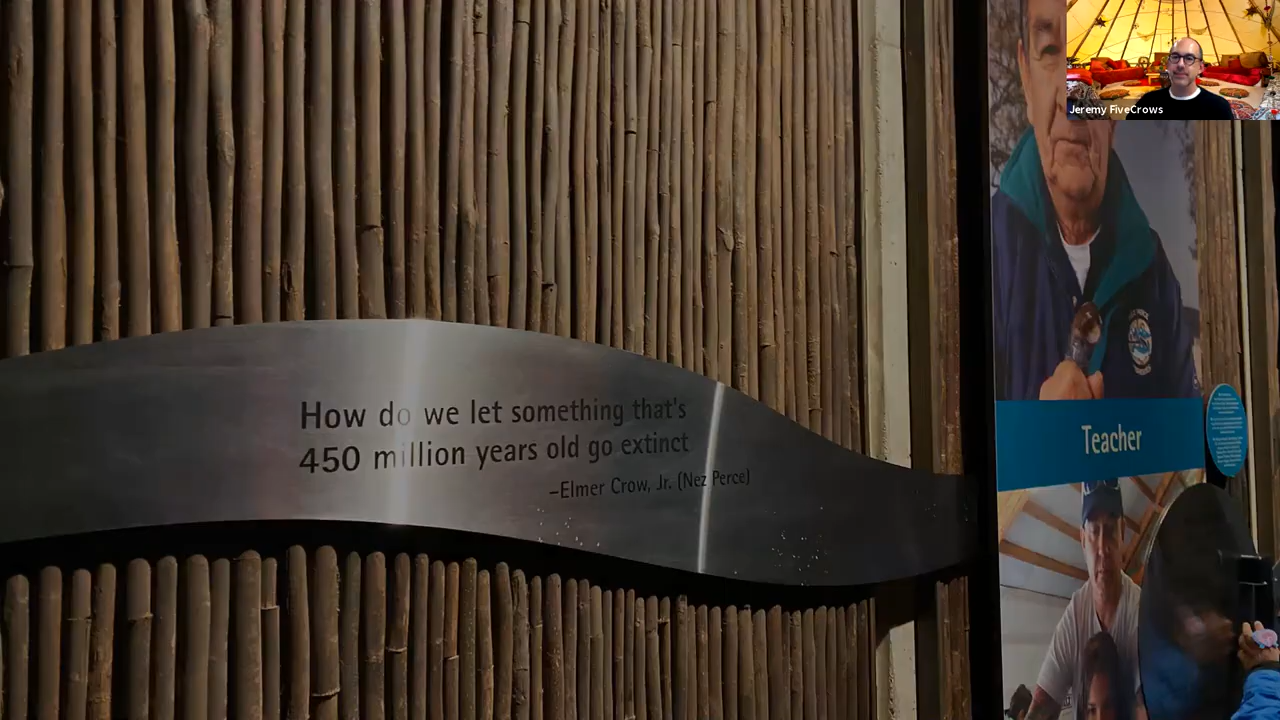 Jeremy FiveCrows
How do we let something that's
450 million years old go extinct
–Elmer Crow, Jr. (Nez Perce)
Teacher